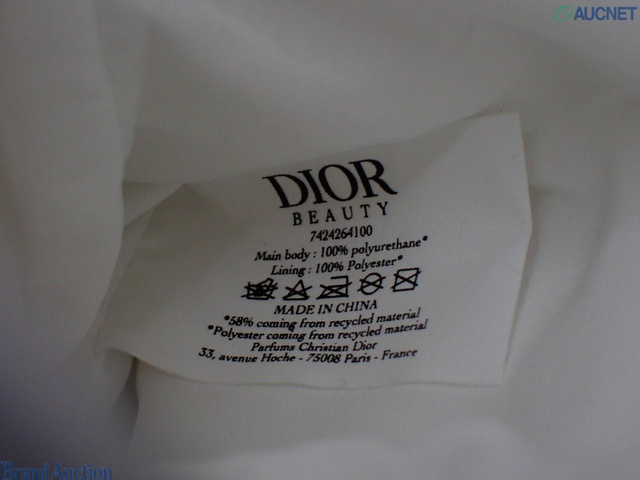 AUCNET
DIOR
BEAUTY
7424264100
Main body : 100% polyurethane*
Lining : 100% Polyester*
MADE IN CHINA
*58% coming from recycled material
*Polyester coming from recycled material
Parfums Christian Dior
33, avenue Hoche - 75008 Paris - France
Brand Auction